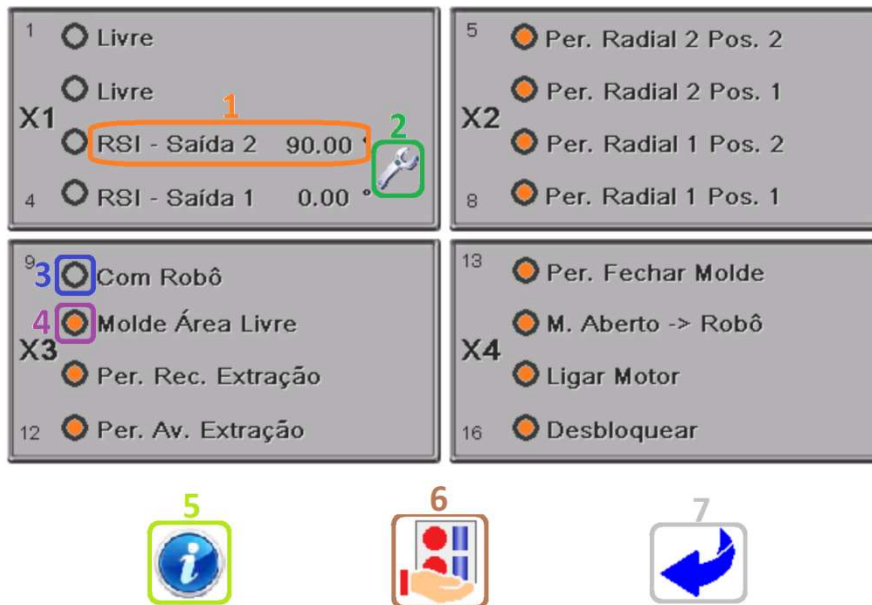 1
Livre
Livre
X1
1
2
RSI - Saída 2 90.00 °
4
RSI - Saída 1 0.00 °
5
Per. Radial 2 Pos. 2
Per. Radial 2 Pos. 1
X2
Per. Radial 1 Pos. 2
8
Per. Radial 1 Pos. 1
9
3
Com Robô
4
Molde Área Livre
X3
Per. Rec. Extração
12
Per. Av. Extração
13
Per. Fechar Molde
M. Aberto -> Robô
X4
Ligar Motor
16
Desbloquear
5
6
7
i